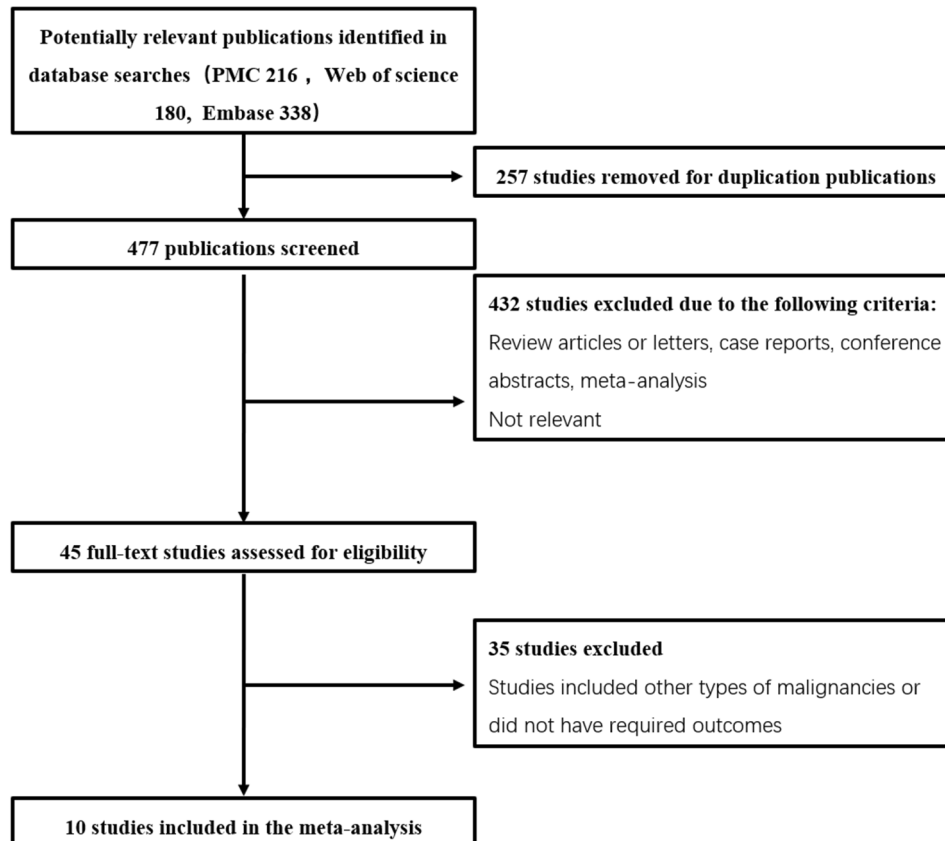 Potentially relevant publications identified in
database searches（PMC 216 ,  Web of science
180,  Embase 338）
257 studies removed for duplication publications
477 publications screened
432 studies excluded due to the following criteria:
Review articles or letters, case reports, conference
abstracts, meta-analysis
Not relevant
45 full-text studies assessed for eligibility
35 studies excluded
Studies included other types of malignancies or
did not have required outcomes
10 studies included in the meta-analysis